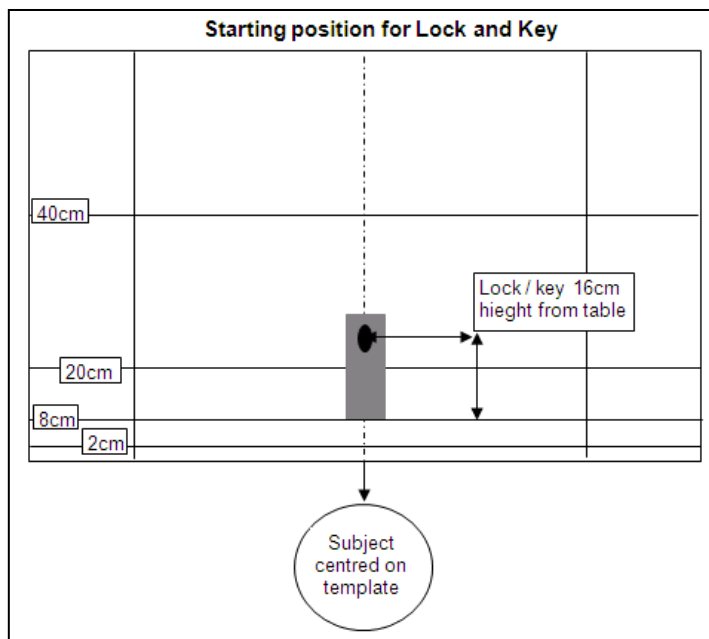 Starting position for Lock and Key
40cm
Lock / key 16cm
hieght from table
20cm
8cm
2cm
Subject
centred on
template